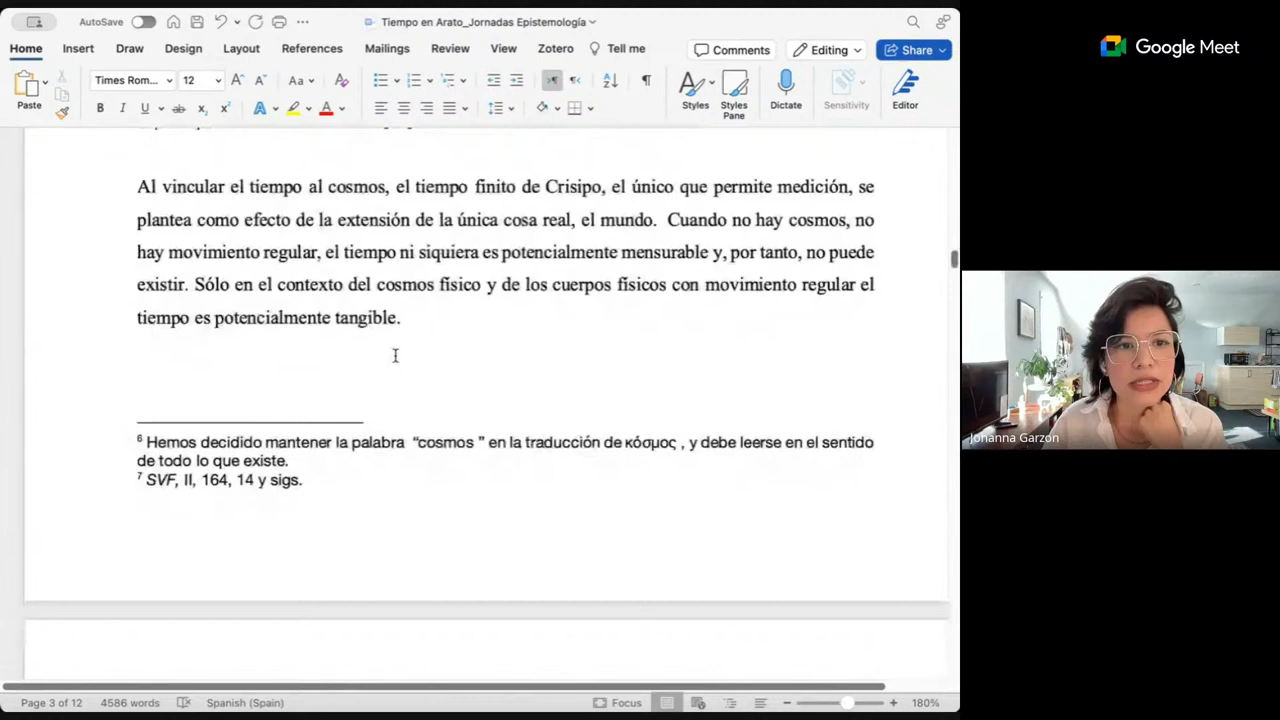 AutoSave
Tiempo en Arato_Jornadas Epistemología
Home Insert Draw Design Layout References Mailings Review View Zotero Tell me
Comments Editing Share
Paste
Times Rom... 12
Styles Styles Pane Dictate Sensitivity Editor
Al vincular el tiempo al cosmos, el tiempo finito de Crisipo, el único que permite medición, se
plantea como efecto de la extensión de la única cosa real, el mundo. Cuando no hay cosmos, no
hay movimiento regular, el tiempo ni siquiera es potencialmente mensurable y, por tanto, no puede
existir. Sólo en el contexto del cosmos físico y de los cuerpos físicos con movimiento regular el
tiempo es potencialmente tangible.
6 Hemos decidido mantener la palabra “cosmos ” en la traducción de κόσμος , y debe leerse en el sentido
de todo lo que existe.
7 SVF, II, 164, 14 y sigs.
Page 3 of 12 4586 words Spanish (Spain) Focus 180%
Google Meet
Johanna Garzon